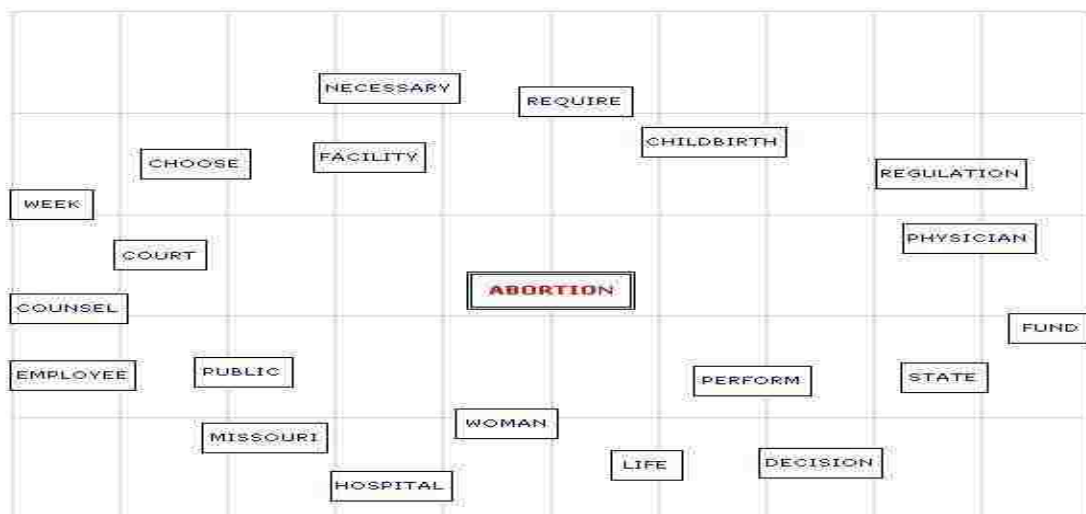 NECESSARY
REQUIRE
CHILDBIRTH
CHOOSE
FACILITY
REGULATION
WEEK
PHYSICIAN
COURT
ABORTION
COUNSEL
FUND
EMPLOYEE
PUBLIC
PERFORM
STATE
WOMAN
MISSOURI
LIFE
DECISION
HOSPITAL